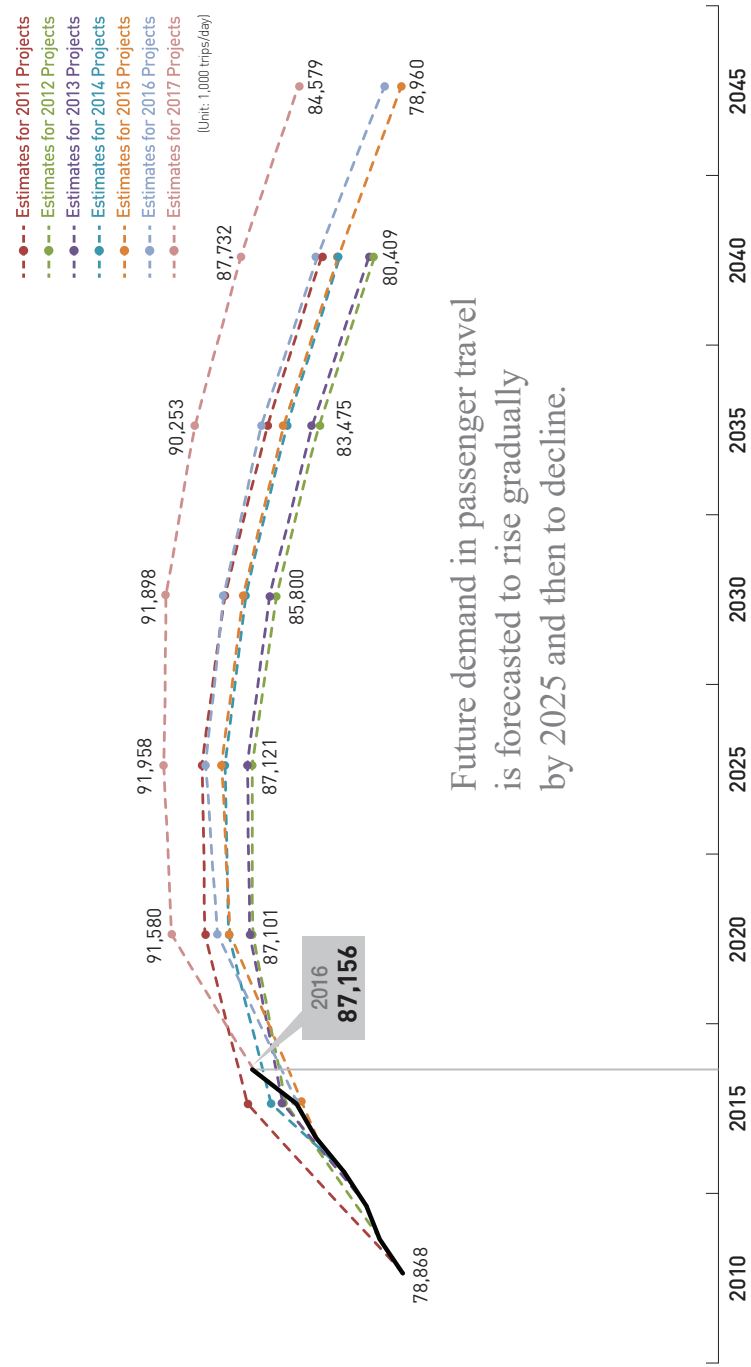 Estimates for 2011 Projects
Estimates for 2012 Projects
Estimates for 2013 Projects
Estimates for 2014 Projects
Estimates for 2015 Projects
Estimates for 2016 Projects
Estimates for 2017 Projects
(Unit: 1,000 trips/day)
91,580
91,958
91,898
90,253
87,732
84,579
78,868
2016
87,156
87,101
87,121
85,800
83,475
80,409
78,960
Future demand in passenger travel
is forecasted to rise gradually
by 2025 and then to decline.
2010
2015
2020
2025
2030
2035
2040
2045